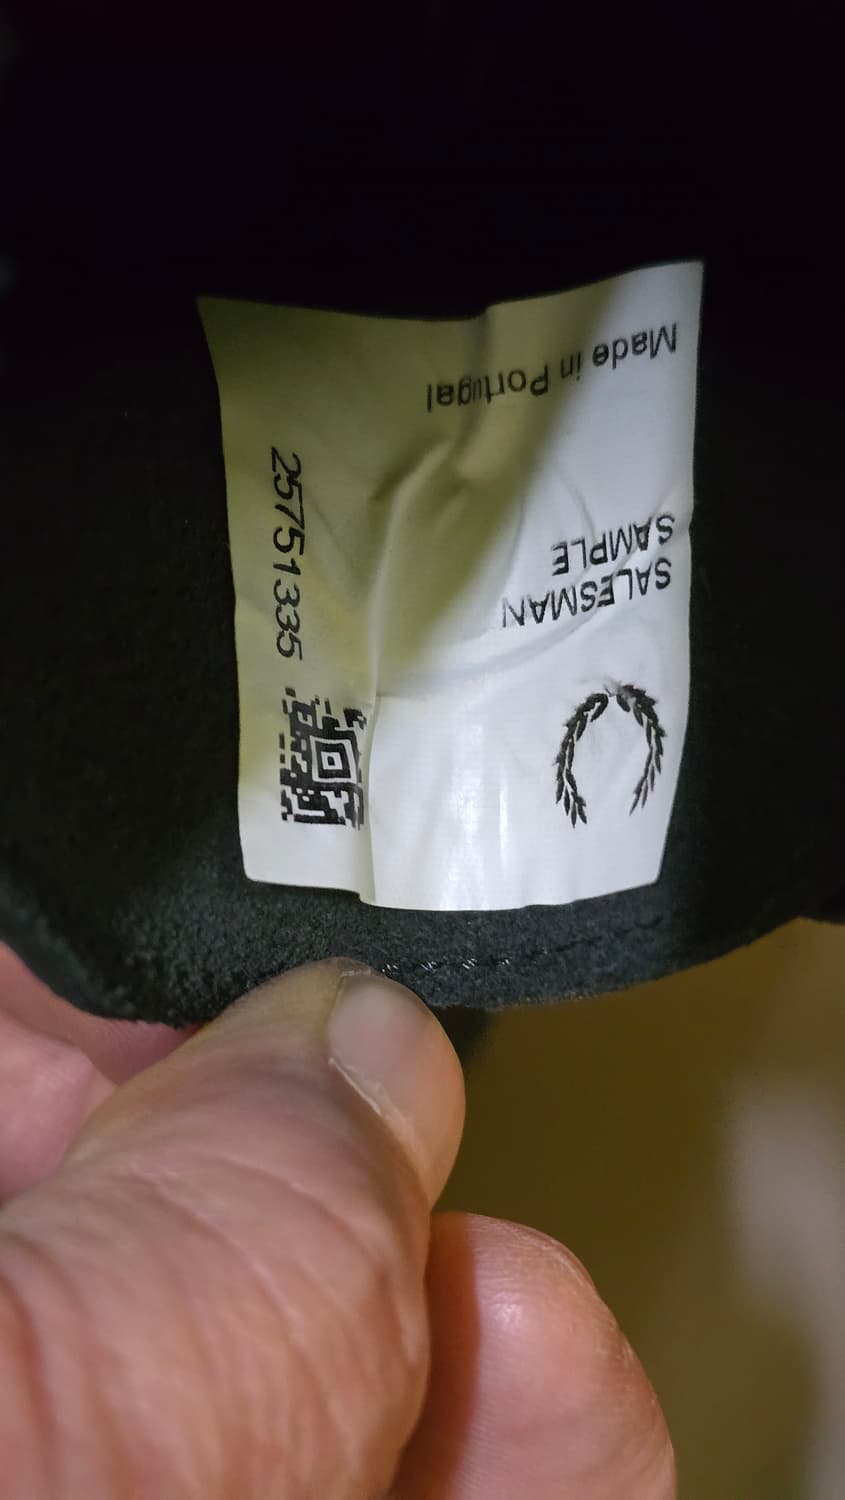 SALESMAN
SAMPLE
Made in Portugal
25751335